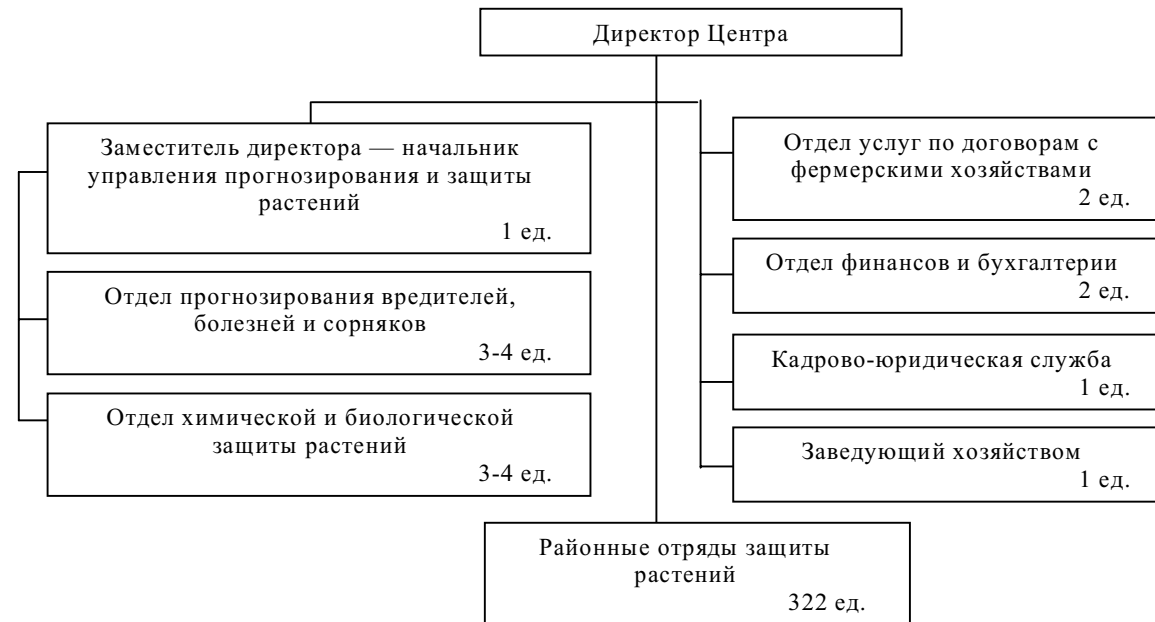 Директор Центра
Заместитель директора — начальник
управления прогнозирования и защиты
растений
1 ед.
Отдел прогнозирования вредителей,
болезней и сорняков
3-4 ед.
Отдел химической и биологической
защиты растений
3-4 ед.
Отдел услуг по договорам с
фермерскими хозяйствами
2 ед.
Отдел финансов и бухгалтерии
2 ед.
Кадрово-юридическая служба
1 ед.
Заведующий хозяйством
1 ед.
Районные отряды защиты
растений
322 ед.